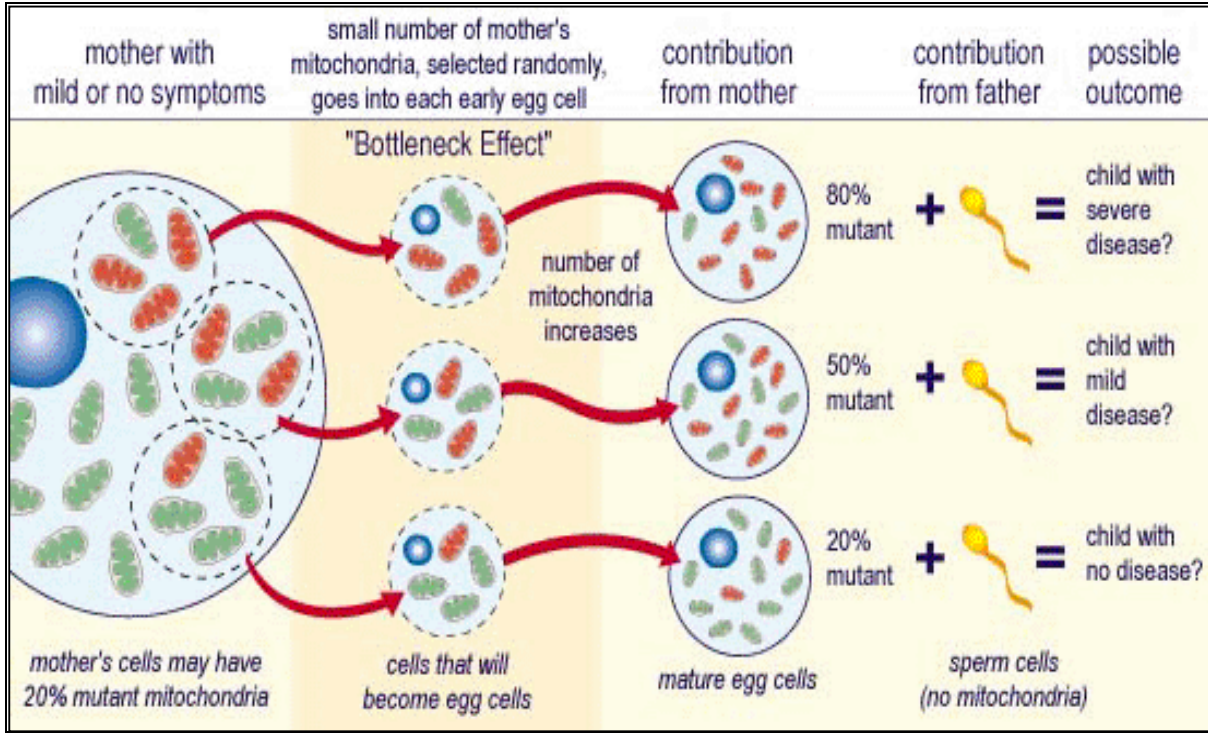 mother with
mild or no symptoms
small number of mother's
mitochondria, selected randomly,
goes into each early egg cell
contribution
from mother
contribution
from father
possible
outcome
"Bottleneck Effect"
number of
mitochondria
increases
80%
mutant
+
=
child with
severe
disease?
50%
mutant
+
=
child with
mild
disease?
20%
mutant
+
=
child with
no disease?
mother's cells may have
20% mutant mitochondria
cells that will
become egg cells
mature egg cells
sperm cells
(no mitochondria)